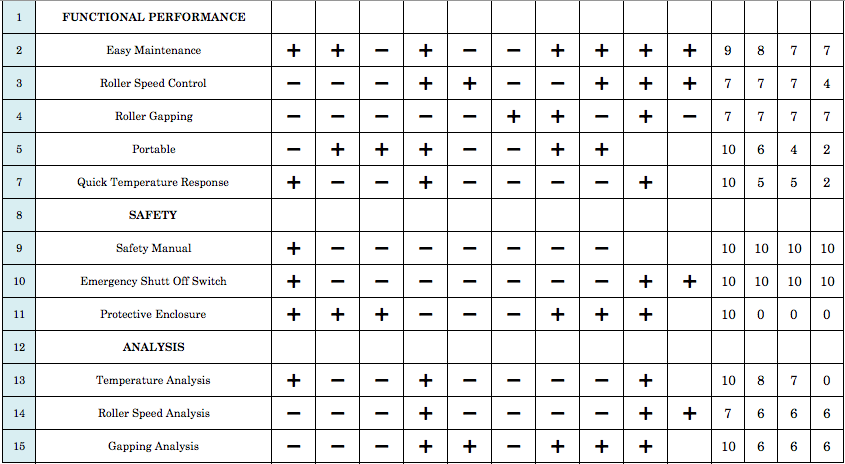 1 FUNCTIONAL PERFORMANCE
2 Easy Maintenance + + − + − − + + + + 9 8 7 7
3 Roller Speed Control − − − + + − − + + + 7 7 7 4
4 Roller Gapping − − − − − + + − + − 7 7 7 7
5 Portable − + + + − − + + 10 6 4 2
7 Quick Temperature Response + − − + − − − − + 10 5 5 2
8 SAFETY
9 Safety Manual + − − − − − − − 10 10 10 10
10 Emergency Shutt Off Switch + − − − − − − − + + 10 10 10 10
11 Protective Enclosure + + + − − − + + + 10 0 0 0
12 ANALYSIS
13 Temperature Analysis + − − + − − − − + 10 8 7 0
14 Roller Speed Analysis − − − + − − − − + + 7 6 6 6
15 Gapping Analysis − − − + + − + + + 10 6 6 6